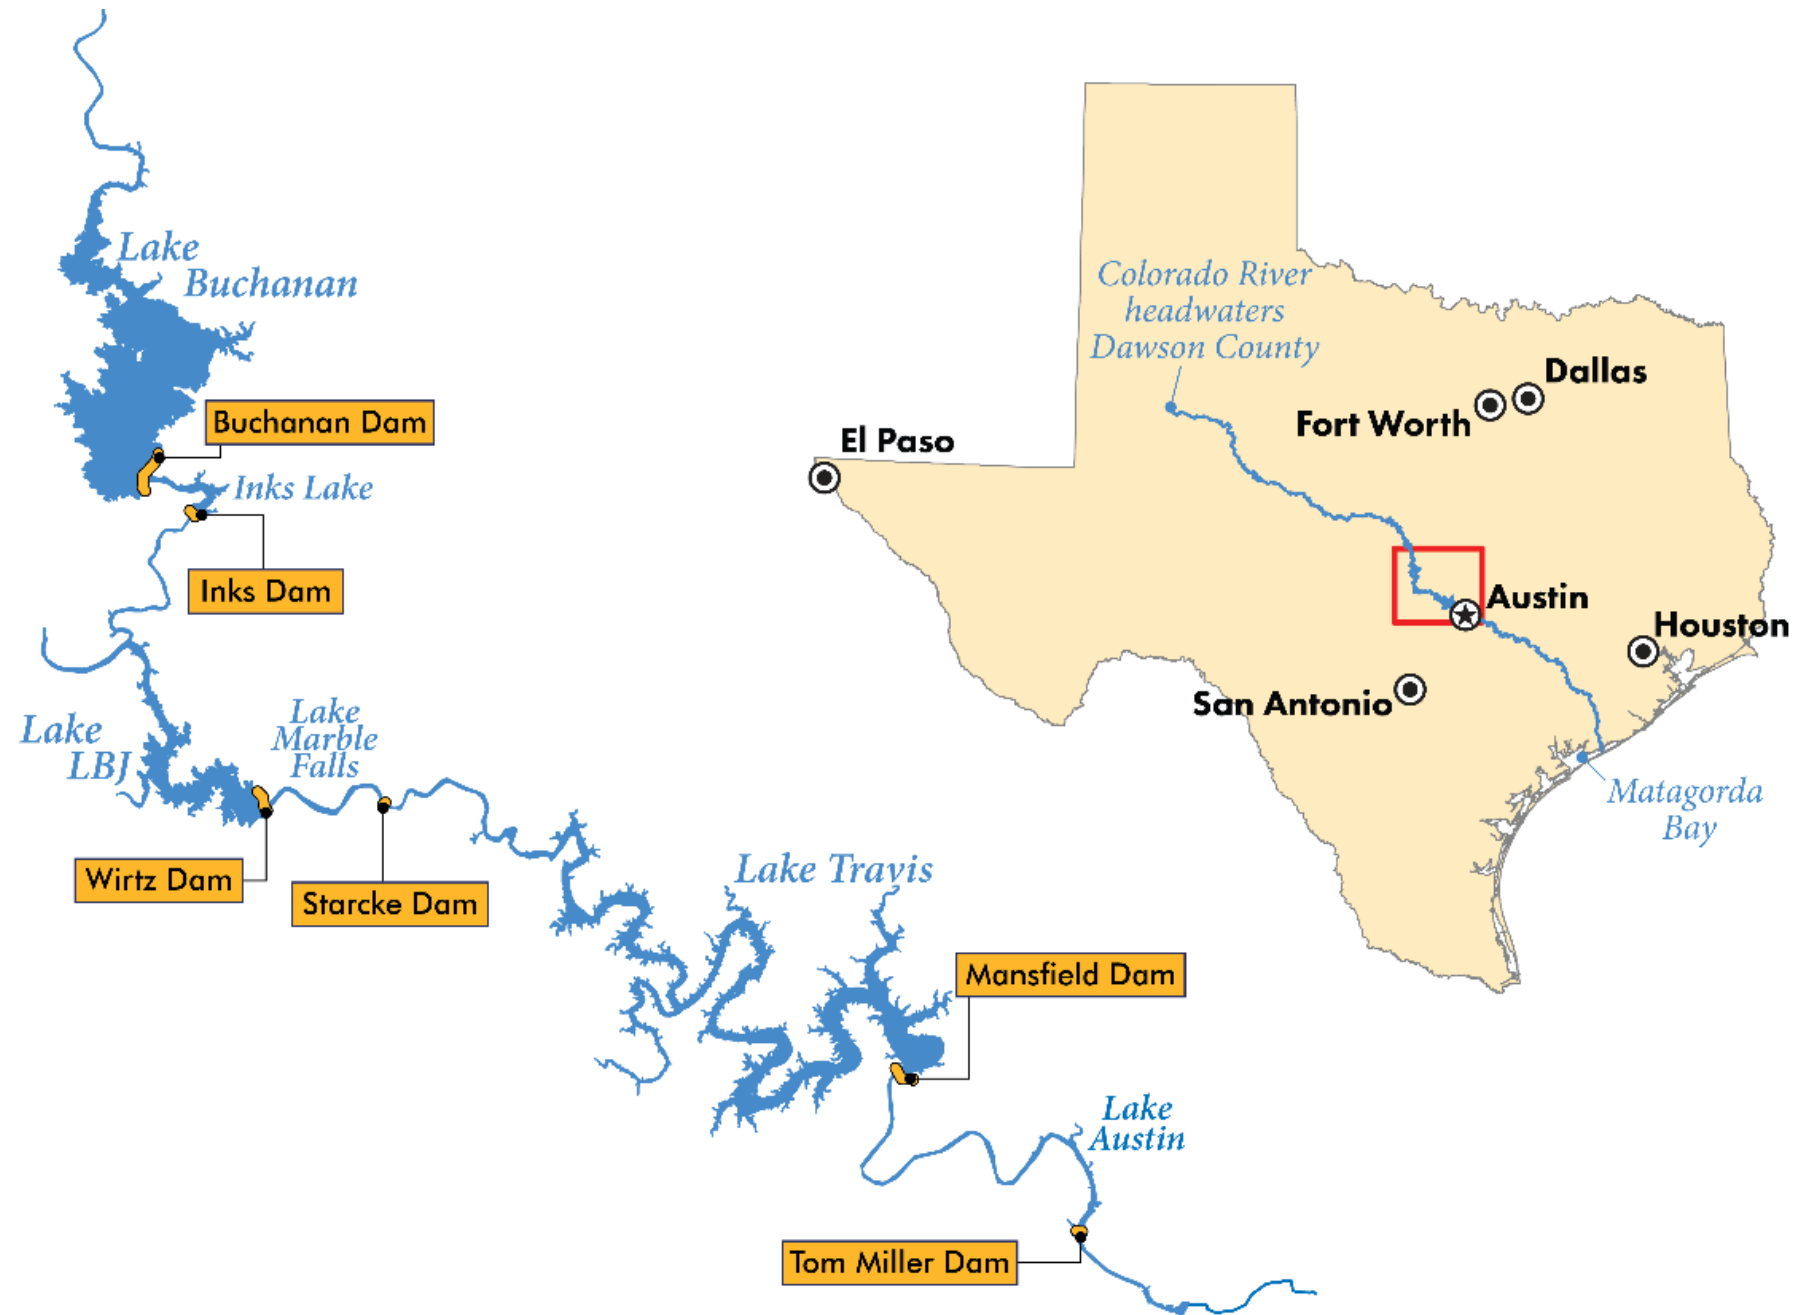 Lake
Buchanan
Buchanan Dam
Inks Lake
Inks Dam
Lake
LBJ
Lake
Marble
Falls
Wirtz Dam
Starcke Dam
Lake Travis
Mansfield Dam
Lake
Austin
Tom Miller Dam
Colorado River
headwaters
Dawson County
Dallas
Fort Worth
El Paso
Austin
Houston
San Antonio
Matagorda
Bay